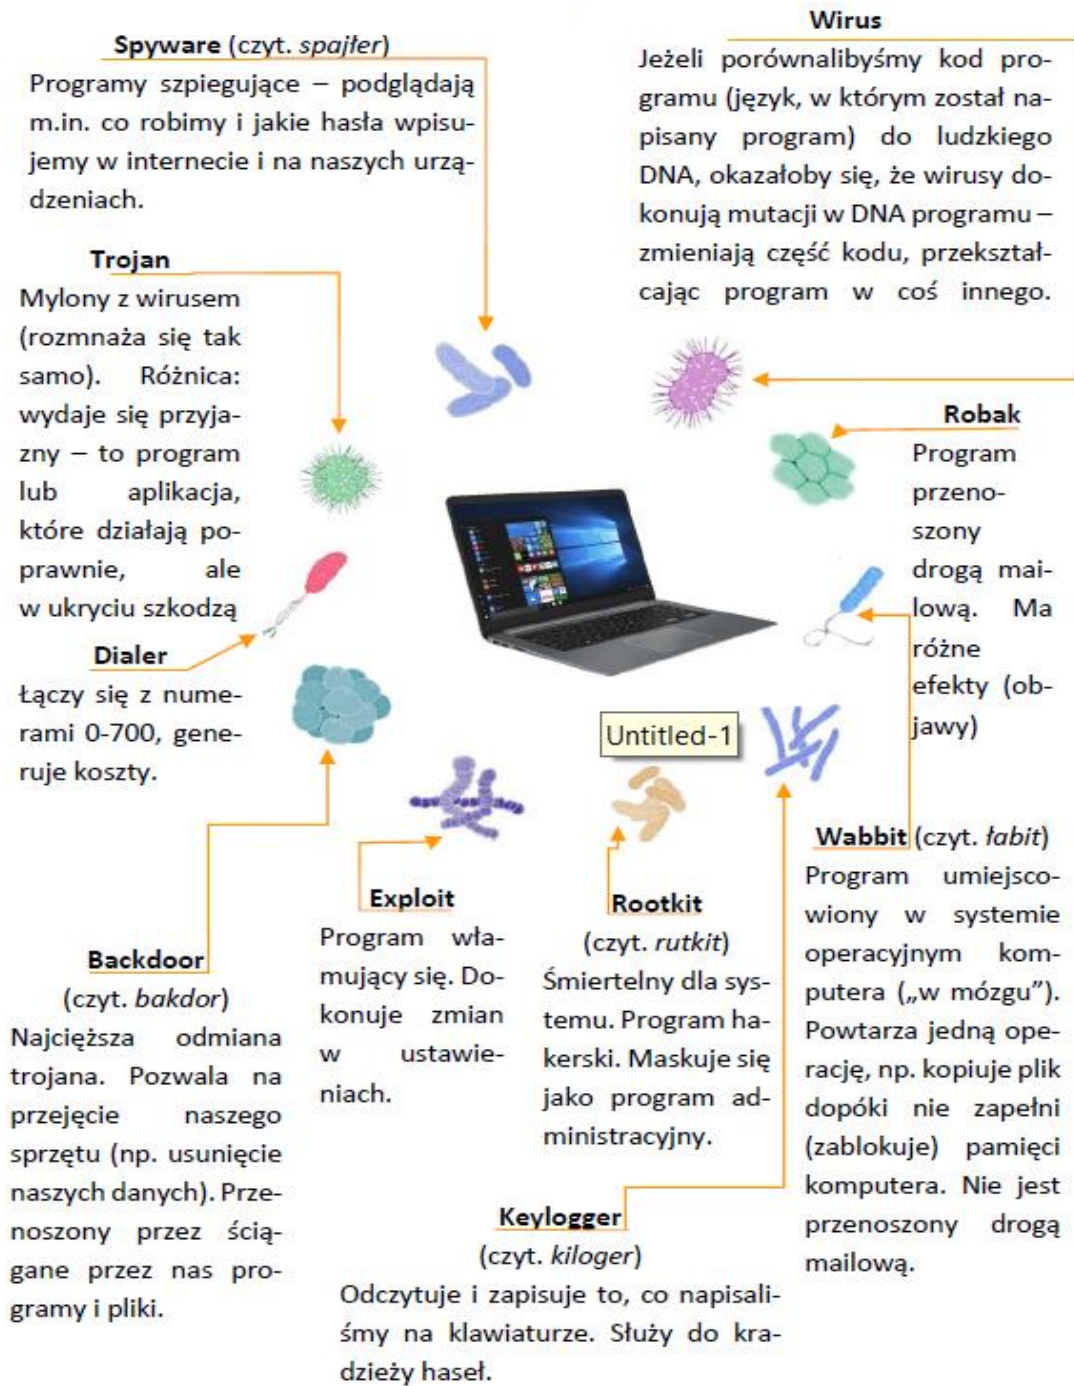 Spyware (czyt. spajłer)
Programy szpiegujące – podglądają
m.in. co robimy i jakie hasła wpisu-
jemy w internecie i na naszych urzą-
dzeniach.
Wirus
Jeżeli porównalibyśmy kod pro-
gramu (język, w którym został na-
pisany program) do ludzkiego
DNA, okazałoby się, że wirusy do-
konują mutacji w DNA programu –
zmieniają część kodu, przekształ-
cając program w coś innego.
Trojan
Mylony z wirusem
(rozmnaża się tak
samo). Różnica:
wydaje się przyja-
zny – to program
lub aplikacja,
które działają po-
prawnie, ale
w ukryciu szkodzą
Robak
Program
przeno-
szony
drogą mai-
lową. Ma
różne
efekty (ob-
jawy)
Dialer
Łączy się z nume-
rami 0-700, gene-
ruje koszty.
Untitled-1
Wabbit (czyt. łabit)
Program umiejsco-
wiony w systemie
operacyjnym kom-
putera („w mózgu”).
Powtarza jedną ope-
rację, np. kopiuje plik
dopóki nie zapełni
(zablokuje) pamięci
komputera. Nie jest
przenoszony drogą
mailową.
Exploit
Program wła-
mujący się. Do-
konuje zmian
w ustawie-
niach.
Rootkit
(czyt. rutkit)
Śmiertelny dla sys-
temu. Program ha-
kerski. Maskuje się
jako program ad-
ministracyjny.
Backdoor
(czyt. bakdor)
Najcięższa odmiana
trojana. Pozwala na
przejęcie naszego
sprzętu (np. usunięcie
naszych danych). Prze-
noszony przez ścią-
gane przez nas pro-
gramy i pliki.
Keylogger
(czyt. kiloger)
Odczytuje i zapisuje to, co napisali-
śmy na klawiaturze. Służy do kra-
dzieży haseł.